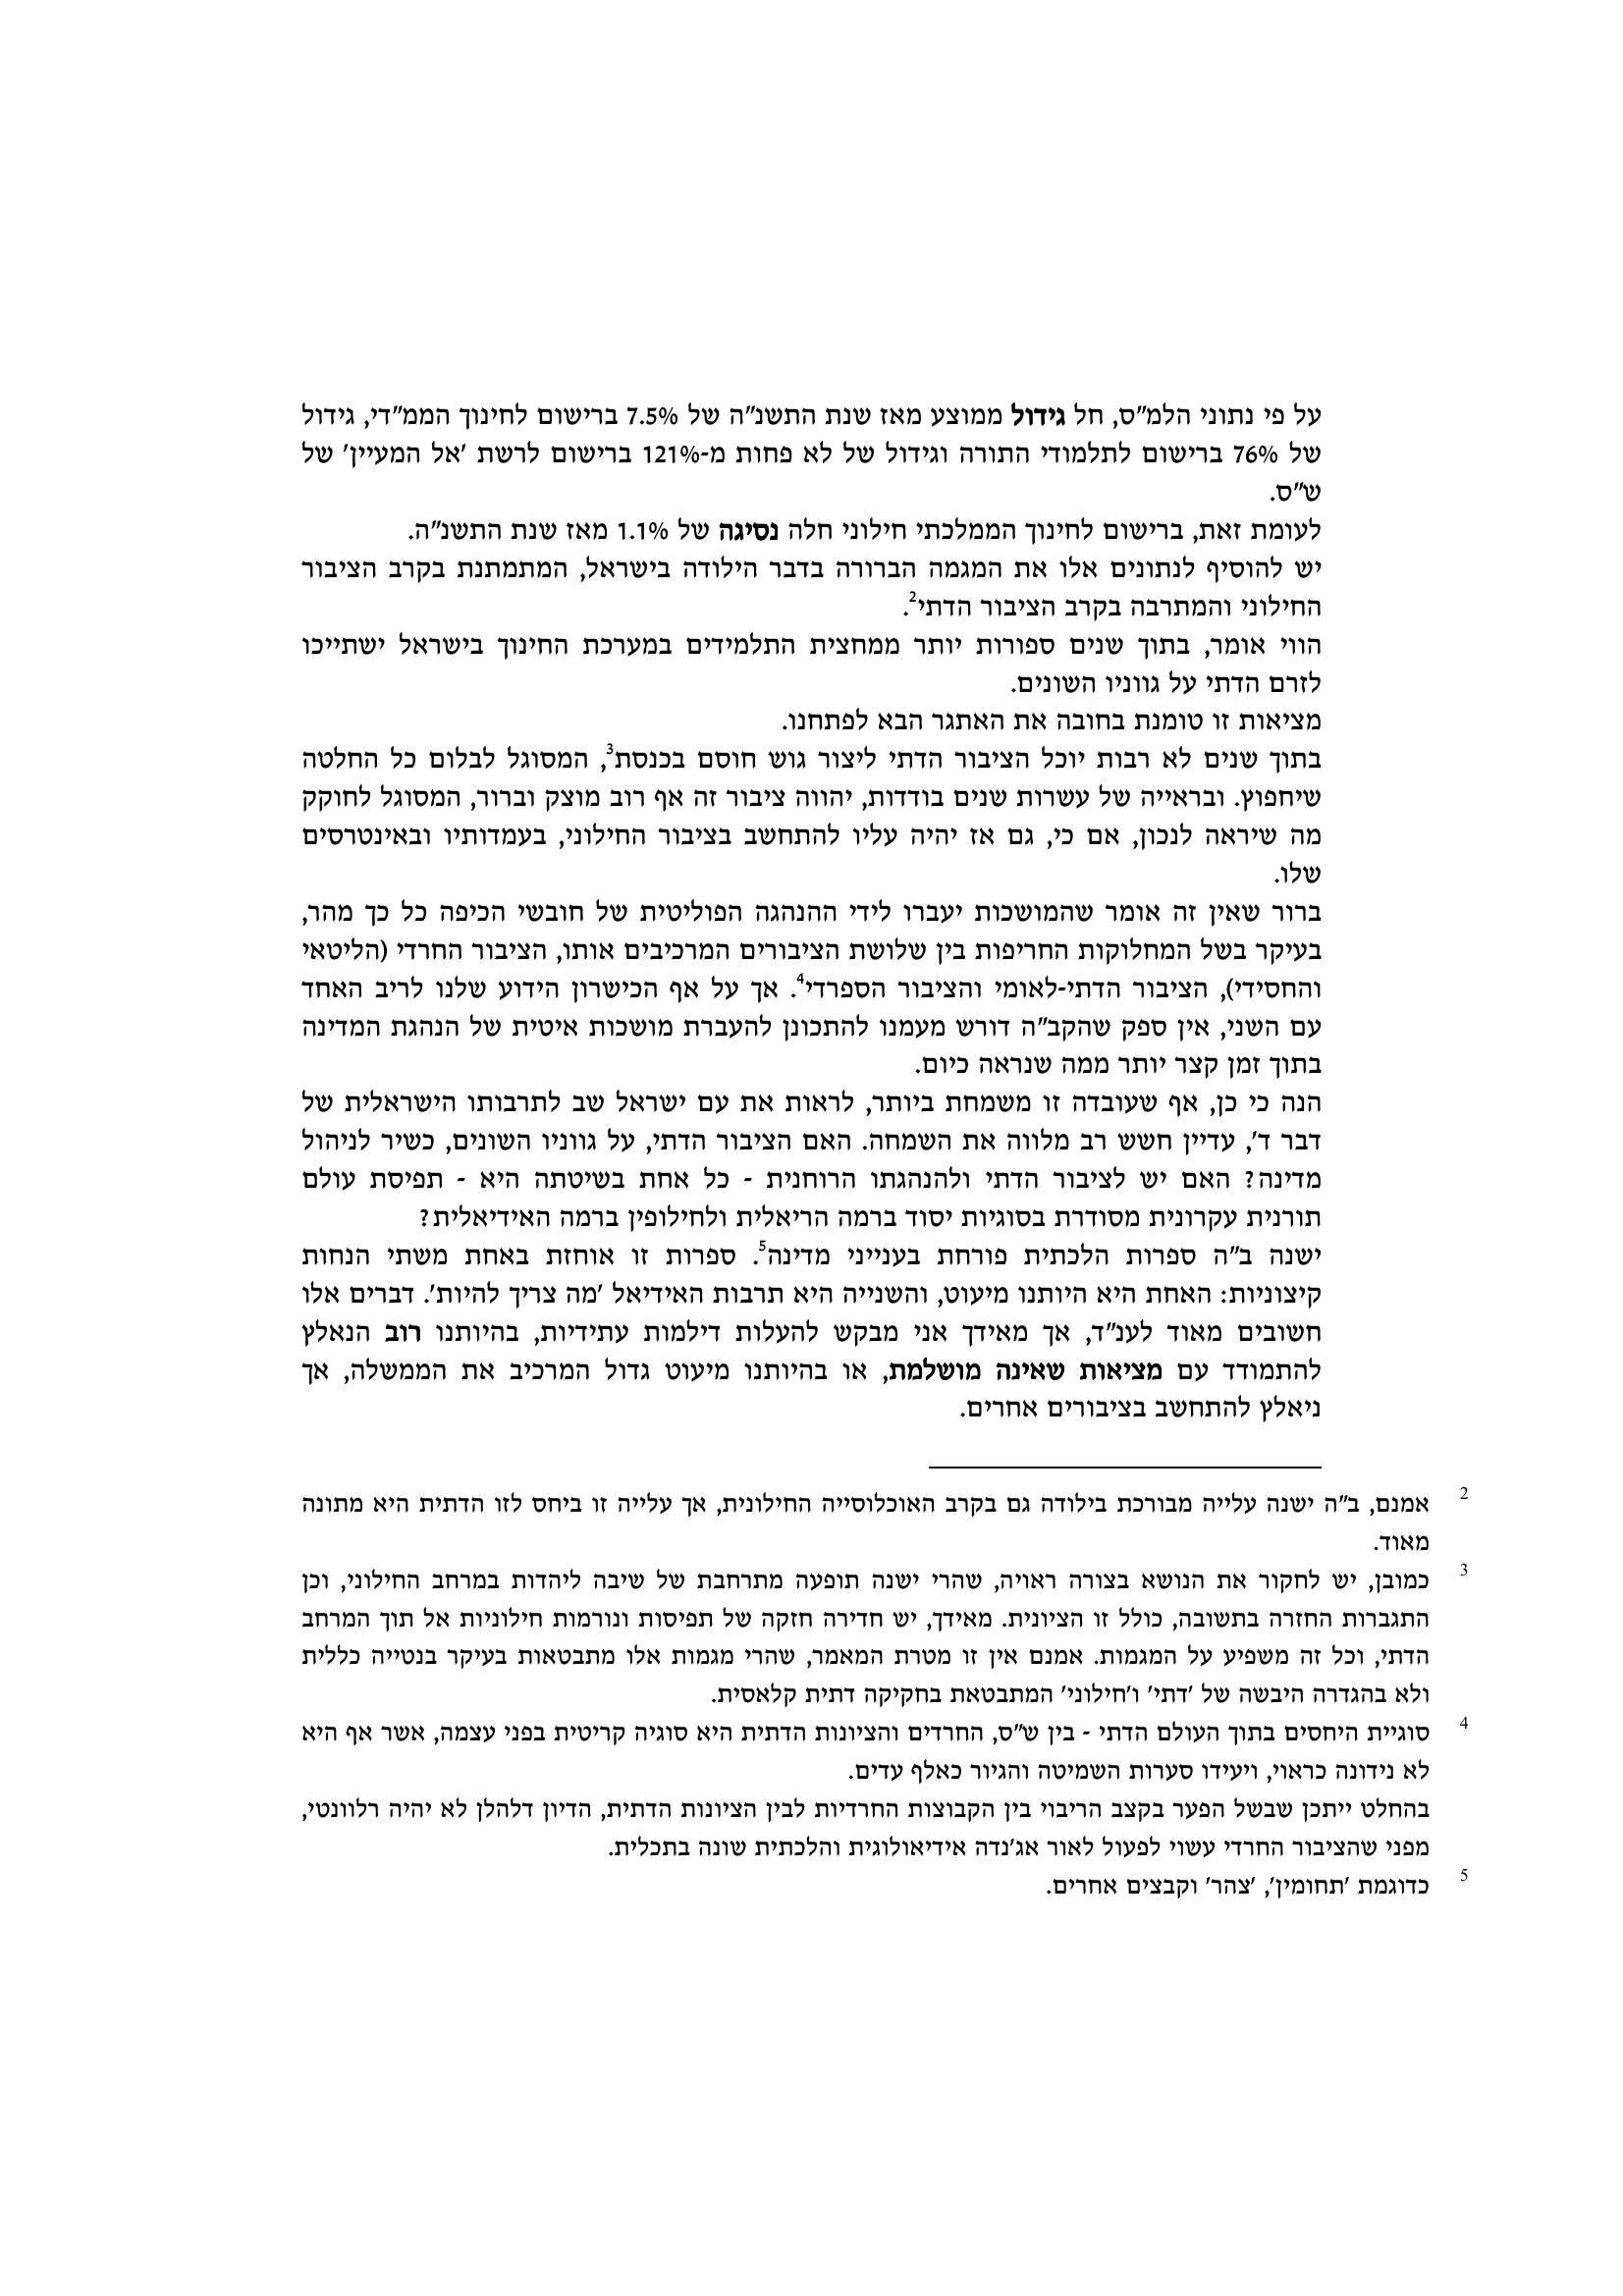 על פי נתוני הלמ"ס, חל גידול ממוצע מאז שנת התשנ"ה של 7.5% ברישום לחינוך הממ"די, גידול
של 76% ברישום לתלמודי התורה וגידול של לא פחות מ-121% ברישום לרשת 'אל המעיין' של
ש"ס.
לעומת זאת, ברישום לחינוך הממלכתי חילוני חלה נסיגה של 1.1% מאז שנת התשנ"ה.
יש להוסיף לנתונים אלו את המגמה הברורה בדבר הילודה בישראל, המתמתנת בקרב הציבור
החילוני והמתרבה בקרב הציבור הדתי2.
הווי אומר, בתוך שנים ספורות יותר ממחצית התלמידים במערכת החינוך בישראל ישתייכו
לזרם הדתי על גווניו השונים.
מציאות זו טומנת בחובה את האתגר הבא לפתחנו.
בתוך שנים לא רבות יוכל הציבור הדתי ליצור גוש חוסם בכנסת3, המסוגל לבלום כל החלטה
שיחפוץ. ובראייה של עשרות שנים בודדות, יהווה ציבור זה אף רוב מוצק וברור, המסוגל לחוקק
מה שיראה לנכון, אם כי, גם אז יהיה עליו להתחשב בציבור החילוני, בעמדותיו ובאינטרסים
שלו.
ברור שאין זה אומר שהמושכות יעברו לידי ההנהגה הפוליטית של חובשי הכיפה כל כך מהר,
בעיקר בשל המחלוקות החריפות בין שלושת הציבורים המרכיבים אותו, הציבור החרדי (הליטאי
והחסידי), הציבור הדתי-לאומי והציבור הספרדי4. אך על אף הכישרון הידוע שלנו לריב האחד
עם השני, אין ספק שהקב"ה דורש מעמנו להתכונן להעברת מושכות איטית של הנהגת המדינה
בתוך זמן קצר יותר ממה שנראה כיום.
הנה כי כן, אף שעובדה זו משמחת ביותר, לראות את עם ישראל שב לתרבותו הישראלית של
דבר ד', עדיין חשש רב מלווה את השמחה. האם הציבור הדתי, על גווניו השונים, כשיר לניהול
מדינה? האם יש לציבור הדתי ולהנהגתו הרוחנית - כל אחת בשיטתה היא - תפיסת עולם
תורנית עקרונית מסודרת בסוגיות יסוד ברמה הריאלית ולחילופין ברמה האידיאלית?
ישנה ב"ה ספרות הלכתית פורחת בענייני מדינה5. ספרות זו אוחזת באחת משתי הנחות
קיצוניות: האחת היא היותנו מיעוט, והשנייה היא תרבות האידיאל 'מה צריך להיות'. דברים אלו
חשובים מאוד לענ"ד, אך מאידך אני מבקש להעלות דילמות עתידיות, בהיותנו רוב הנאלץ
להתמודד עם מציאות שאינה מושלמת, או בהיותנו מיעוט גדול המרכיב את הממשלה, אך
ניאלץ להתחשב בציבורים אחרים.
2 אמנם, ב"ה ישנה עלייה מבורכת בילודה גם בקרב האוכלוסייה החילונית, אך עלייה זו ביחס לזו הדתית היא מתונה
מאוד.
3 כמובן, יש לחקור את הנושא בצורה ראויה, שהרי ישנה תופעה מתרחבת של שיבה ליהדות במרחב החילוני, וכן
התגברות החזרה בתשובה, כולל זו הציונית. מאידך, יש חדירה חזקה של תפיסות ונורמות חילוניות אל תוך המרחב
הדתי, וכל זה משפיע על המגמות. אמנם אין זו מטרת המאמר, שהרי מגמות אלו מתבטאות בעיקר בנטייה כללית
ולא בהגדרה היבשה של 'דתי' ו'חילוני' המתבטאת בחקיקה דתית קלאסית.
4 סוגיית היחסים בתוך העולם הדתי - בין ש"ס, החרדים והציונות הדתית היא סוגיה קריטית בפני עצמה, אשר אף היא
לא נידונה כראוי, ויעידו סערות השמיטה והגיור כאלף עדים.
בהחלט ייתכן שבשל הפער בקצב הריבוי בין הקבוצות החרדיות לבין הציונות הדתית, הדיון דלהלן לא יהיה רלוונטי,
מפני שהציבור החרדי עשוי לפעול לאור אג'נדה אידיאולוגית והלכתית שונה בתכלית.
5 כדוגמת 'תחומין', 'צהר' וקבצים אחרים.